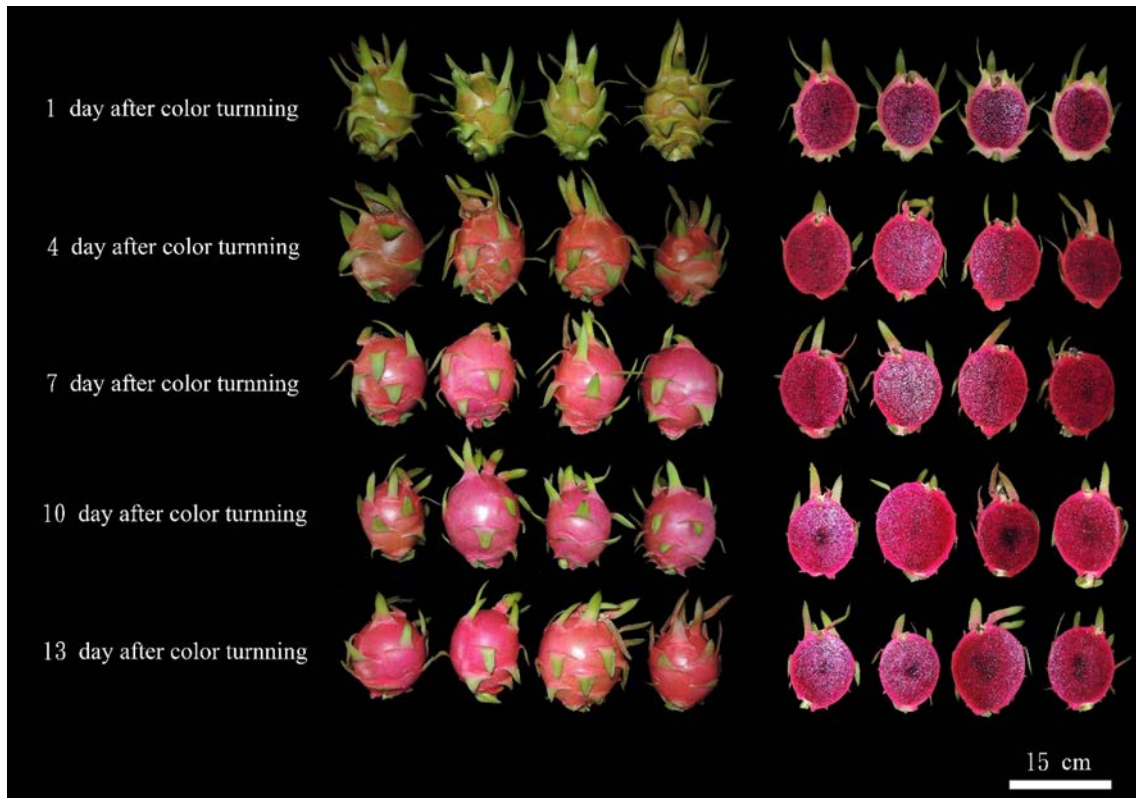 1 day after color turnning
4 day after color turnning
7 day after color turnning
10 day after color turnning
13 day after color turnning
15 cm